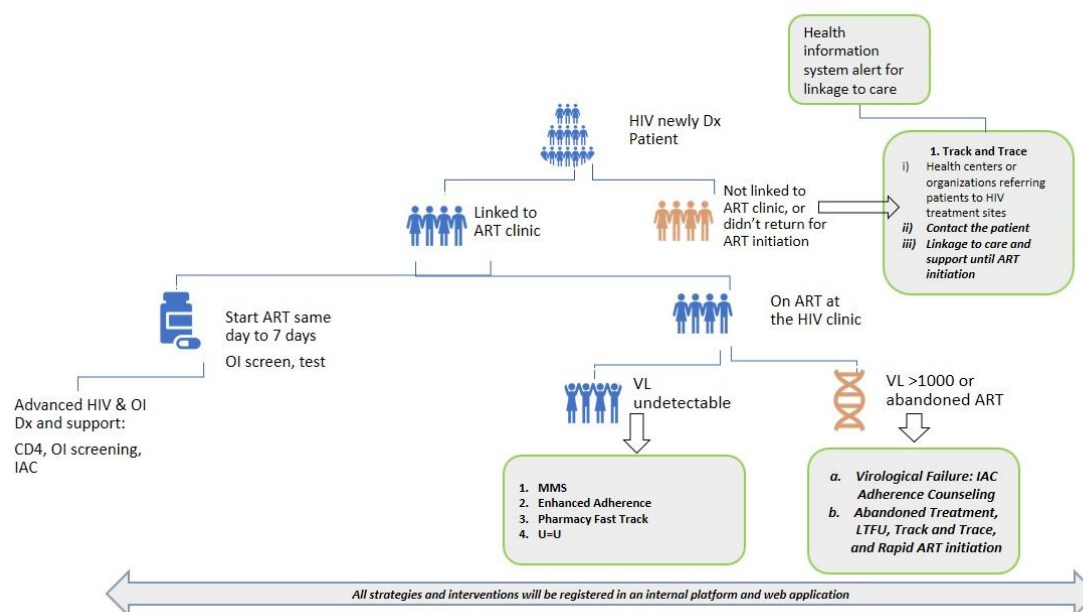 Health
information
system alert for
linkage to care
HIV newly Dx
Patient
1. Track and Trace
i) Health centers or
organizations referring
patients to HIV
treatment sites
ii) Contact the patient
iii) Linkage to care and
support until ART
initiation
Linked to
ART clinic
Not linked to
ART clinic, or
didn't return for
ART initiation
Start ART same
day to 7 days
OI screen, test
On ART at
the HIV clinic
Advanced HIV & OI
Dx and support:
CD4, OI screening,
IAC
VL
undetectable
VL >1000 or
abandoned ART
1. MMS
2. Enhanced Adherence
3. Pharmacy Fast Track
4. U=U
a. Virological Failure: IAC
Adherence Counseling
b. Abandoned Treatment,
LTFU, Track and Trace,
and Rapid ART initiation
All strategies and interventions will be registered in an internal platform and web application